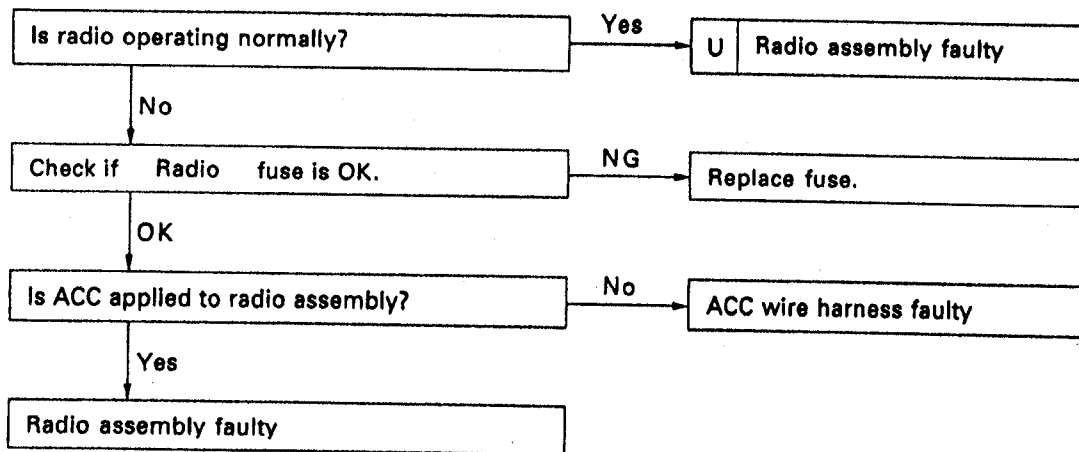 Is radio operating normally?
Yes
U Radio assembly faulty
No
Check if Radio fuse is OK.
NG
Replace fuse.
OK
Is ACC applied to radio assembly?
No
ACC wire harness faulty
Yes
Radio assembly faulty